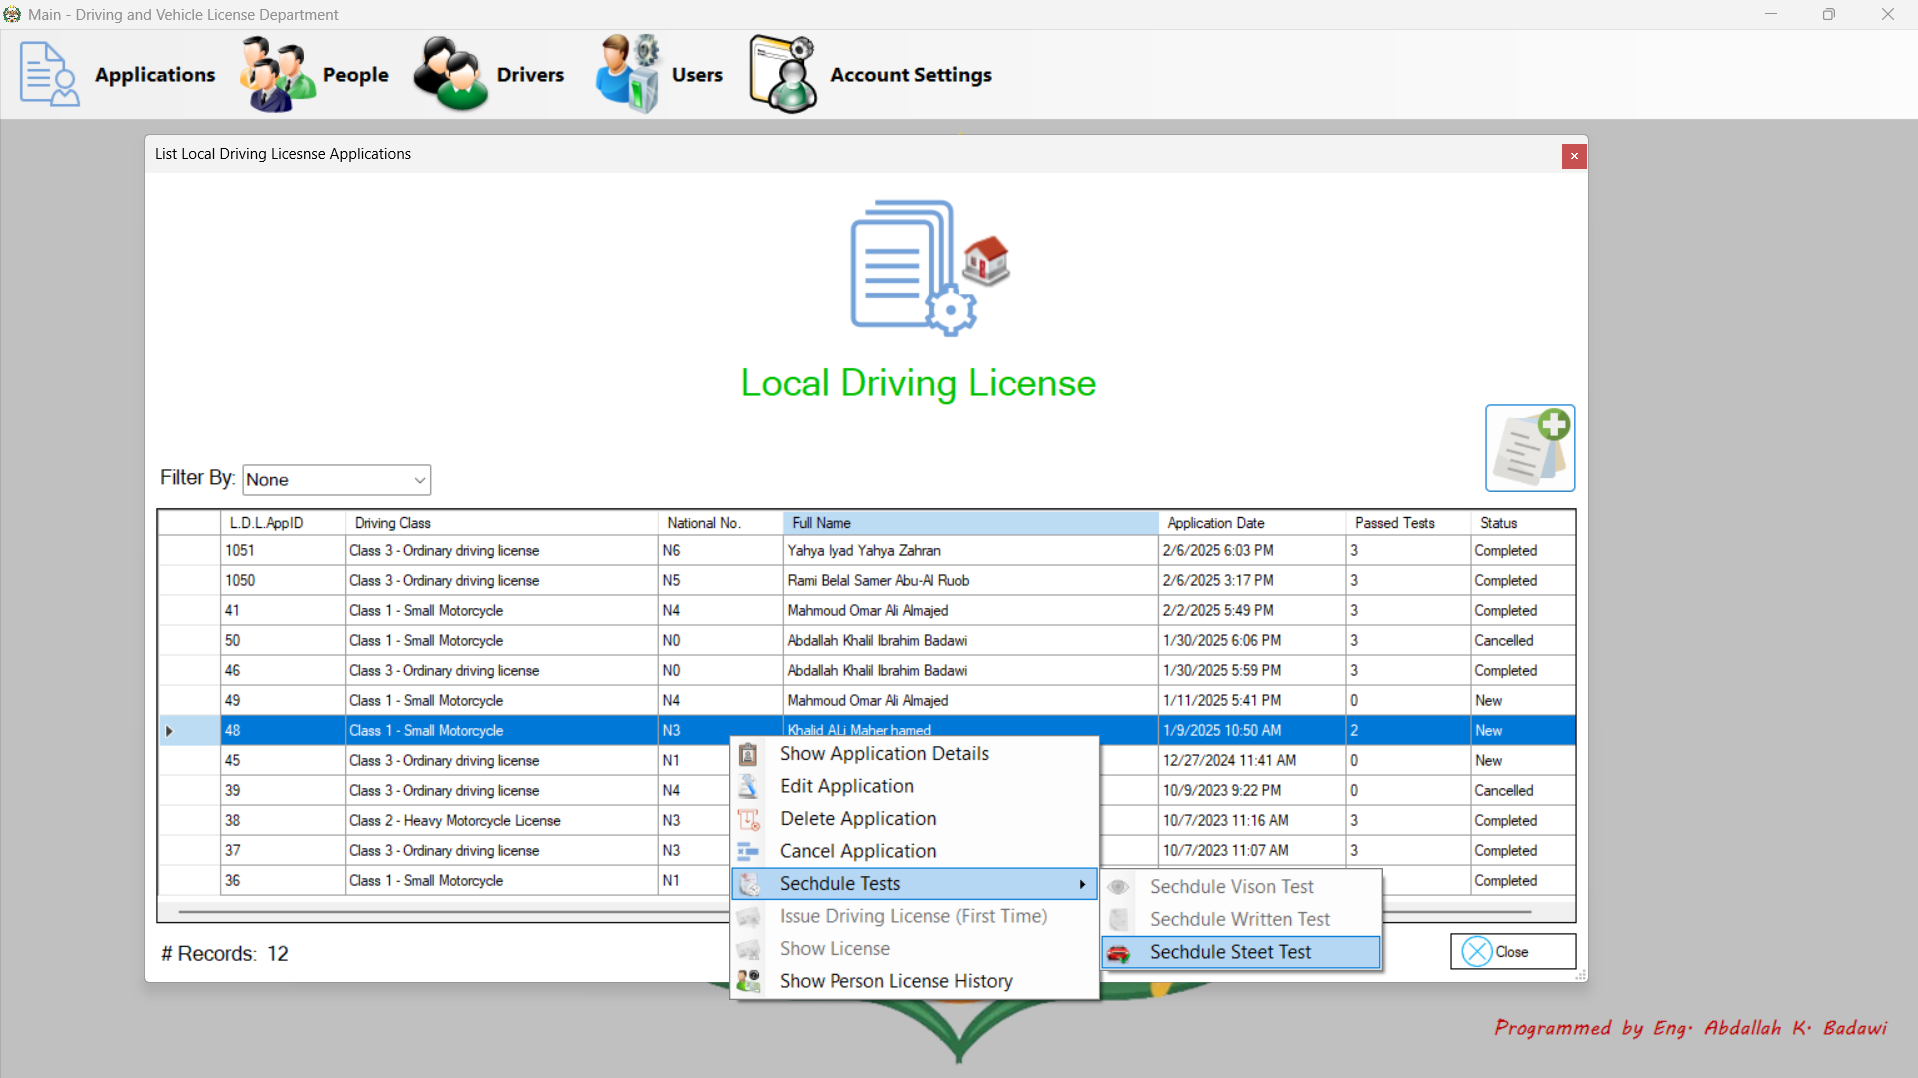 Main - Driving and Vehicle License Department
Applications People Drivers Users Account Settings
List Local Driving Licesnse Applications
Local Driving License
Filter By: None
L.D.L.AppID Driving Class National No. Full Name Application Date Passed Tests Status
1051 Class 3 - Ordinary driving license N6 Yahya Iyad Yahya Zahran 2/6/2025 6:03 PM 3 Completed
1050 Class 3 - Ordinary driving license N5 Rami Belal Samer Abu-Al Ruob 2/6/2025 3:17 PM 3 Completed
41 Class 1 - Small Motorcycle N4 Mahmoud Omar Ali Almajed 2/2/2025 5:49 PM 3 Completed
50 Class 1 - Small Motorcycle N0 Abdallah Khalil Ibrahim Badawi 1/30/2025 6:06 PM 3 Cancelled
46 Class 3 - Ordinary driving license N0 Abdallah Khalil Ibrahim Badawi 1/30/2025 5:59 PM 3 Completed
49 Class 1 - Small Motorcycle N4 Mahmoud Omar Ali Almajed 1/11/2025 5:41 PM 0 New
48 Class 1 - Small Motorcycle N3 Khalid ALi Maher hamed 1/9/2025 10:50 AM 2 New
45 Class 3 - Ordinary driving license N1 12/27/2024 11:41 AM 0 New
39 Class 3 - Ordinary driving license N4 10/9/2023 9:22 PM 0 Cancelled
38 Class 2 - Heavy Motorcycle License N3 10/7/2023 11:16 AM 3 Completed
37 Class 3 - Ordinary driving license N3 10/7/2023 11:07 AM 3 Completed
36 Class 1 - Small Motorcycle N1 Completed
Show Application Details
Edit Application
Delete Application
Cancel Application
Sechdule Tests
Issue Driving License (First Time)
Show License
Show Person License History
Sechdule Vison Test
Sechdule Written Test
Sechdule Steet Test
# Records: 12
Close
Programmed by Eng. Abdallah K. Badawi